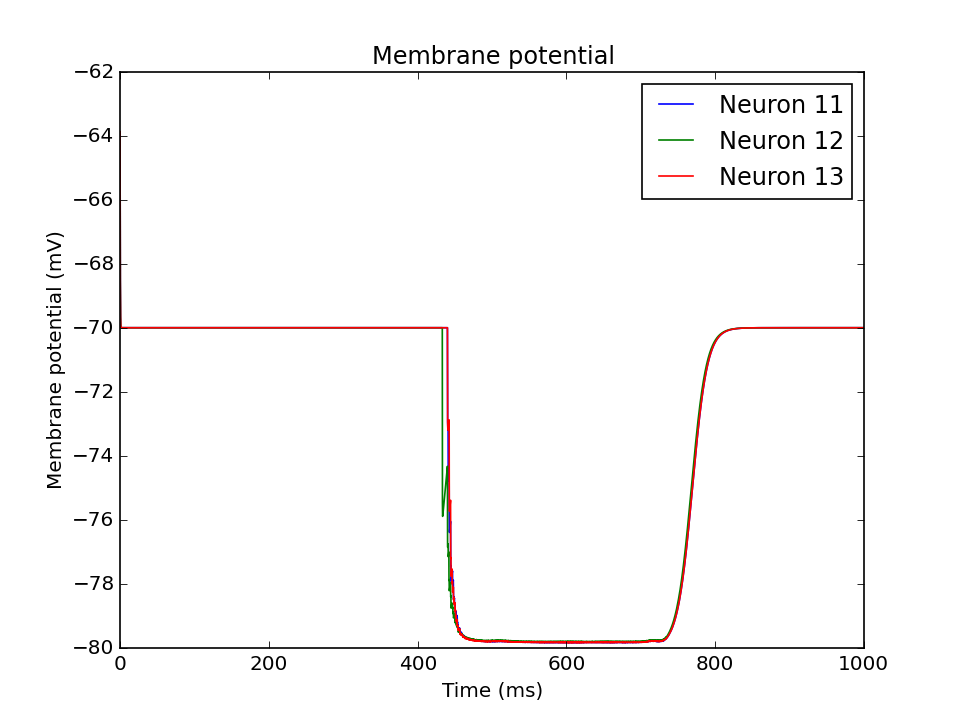 Membrane potential
−62
−64
−66
−68
−70
−72
−74
−76
−78
−80
Membrane potential (mV)
Neuron 11
Neuron 12
Neuron 13
0 200 400 600 800 1000
Time (ms)